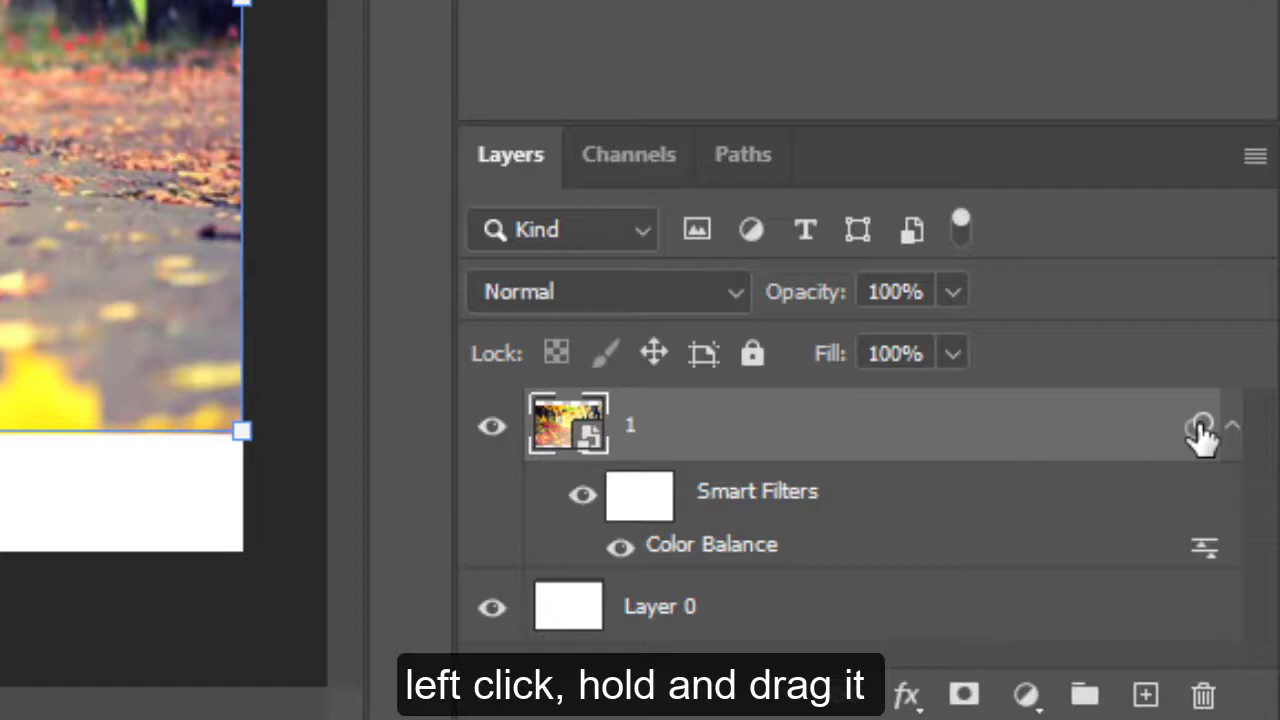 Layers Channels Paths
Kind
Normal Opacity: 100%
Lock: Fill: 100%
1
Smart Filters
Color Balance
Layer 0
left click, hold and drag it
fx